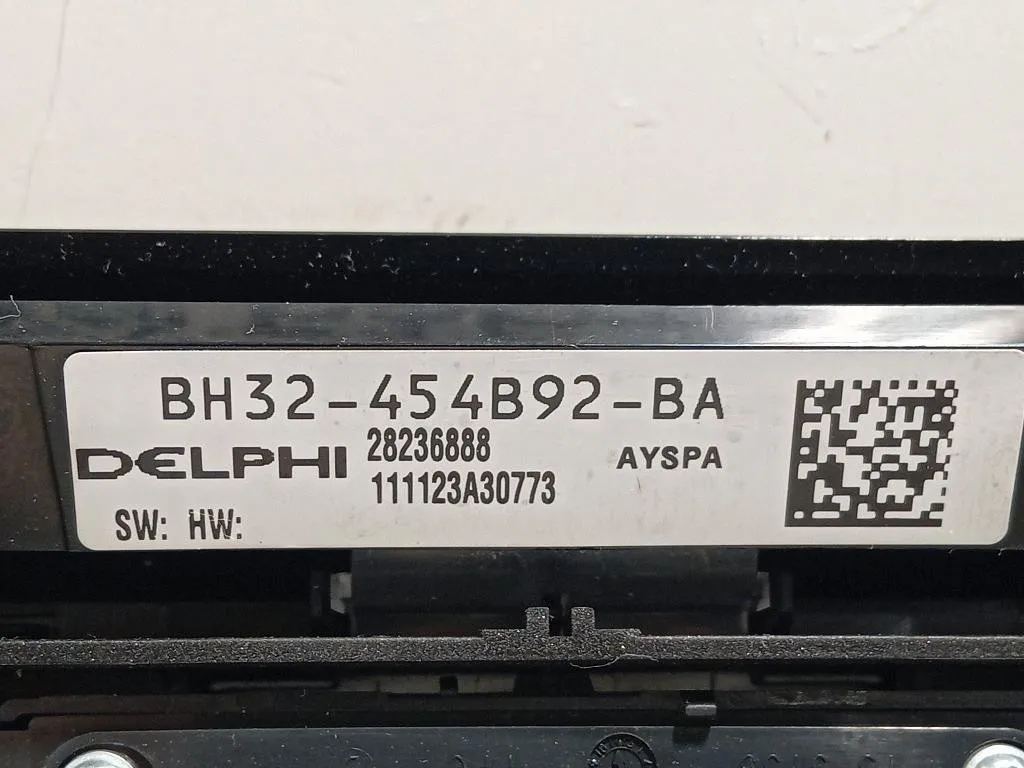 BH32-454B92-BA
DELPHI 28236888 AYSPA
111123A30773
SW: HW: